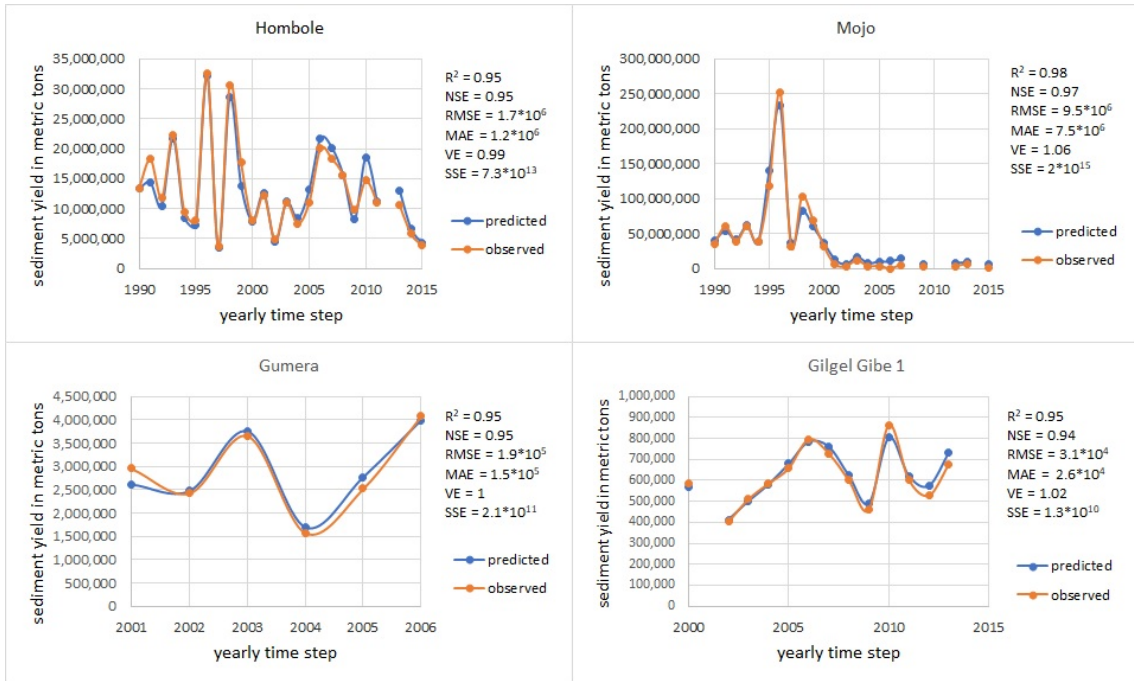 Hombole
sediment yield in metric tons
35,000,000
30,000,000
25,000,000
20,000,000
15,000,000
10,000,000
5,000,000
0
1990 1995 2000 2005 2010 2015
yearly time step
R² = 0.95
NSE = 0.95
RMSE = 1.7*10⁶
MAE = 1.2*10⁶
VE = 0.99
SSE = 7.3*10¹³
predicted
observed
Mojo
sediment yield in metric tons
300,000,000
250,000,000
200,000,000
150,000,000
100,000,000
50,000,000
0
1990 1995 2000 2005 2010 2015
yearly time step
R² = 0.98
NSE = 0.97
RMSE = 9.5*10⁶
MAE = 7.5*10⁶
VE = 1.06
SSE = 2*10¹⁵
predicted
observed
Gumera
sediment yield in metric tons
4,500,000
4,000,000
3,500,000
3,000,000
2,500,000
2,000,000
1,500,000
1,000,000
500,000
0
2001 2002 2003 2004 2005 2006
yearly time step
R² = 0.95
NSE = 0.95
RMSE = 1.9*10⁵
MAE = 1.5*10⁵
VE = 1
SSE = 2.1*10¹¹
predicted
observed
Gilgel Gibe 1
sediment yield in metric tons
1,000,000
900,000
800,000
700,000
600,000
500,000
400,000
300,000
200,000
100,000
0
2000 2005 2010 2015
yearly time step
R² = 0.95
NSE = 0.94
RMSE = 3.1*10⁴
MAE = 2.6*10⁴
VE = 1.02
SSE = 1.3*10¹⁰
predicted
observed